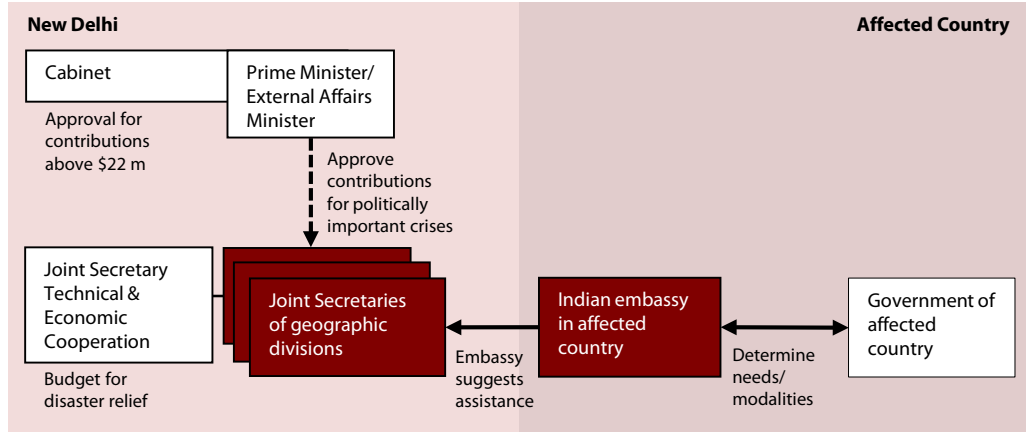 New Delhi
Affected Country
Cabinet
Prime Minister/
External Affairs
Minister
Approval for
contributions
above $22 m
Approve
contributions
for politically
important crises
Joint Secretary
Technical &
Economic
Cooperation
Joint Secretaries
of geographic
divisions
Indian embassy
in affected
country
Government of
affected
country
Budget for
disaster relief
Embassy
suggests
assistance
Determine
needs/
modalities